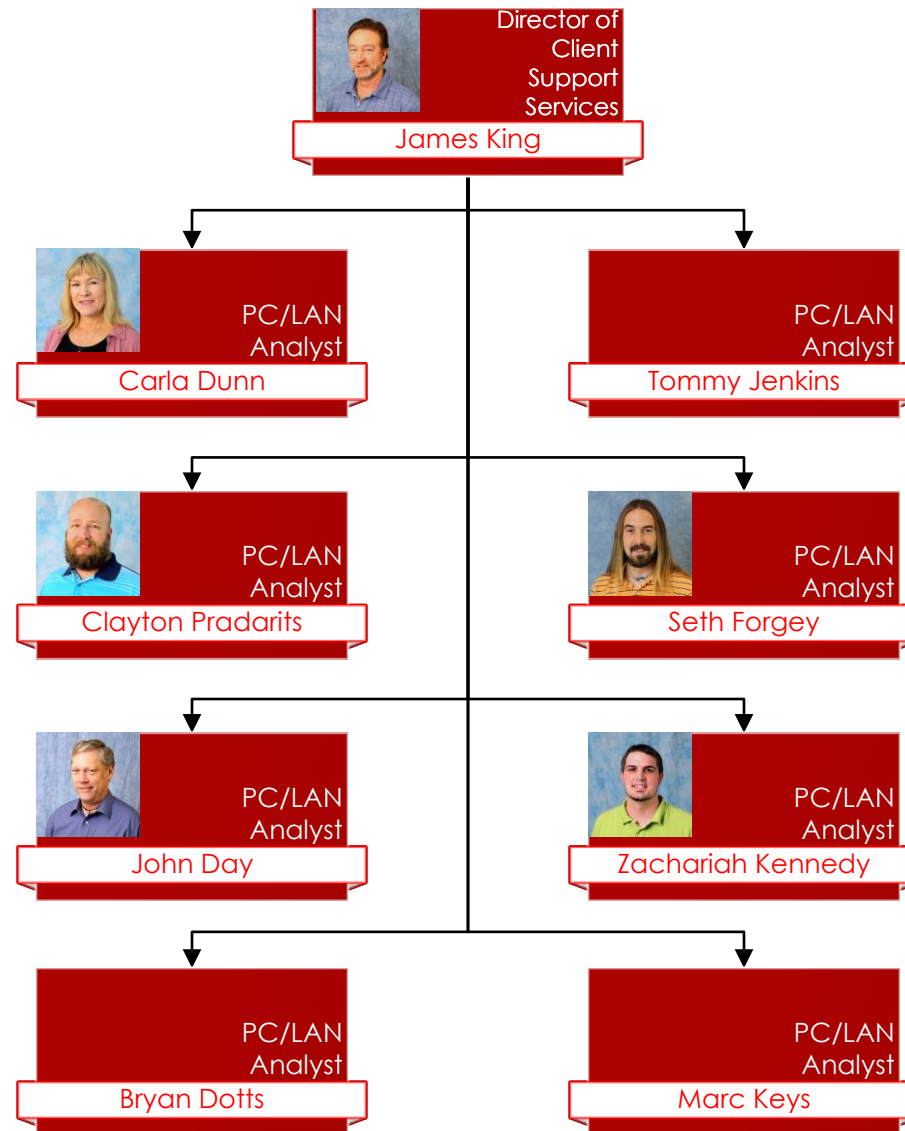 Director of
Client
Support
Services
James King
PC/LAN
Analyst
Carla Dunn
PC/LAN
Analyst
Tommy Jenkins
PC/LAN
Analyst
Clayton Pradarits
PC/LAN
Analyst
Seth Forgey
PC/LAN
Analyst
John Day
PC/LAN
Analyst
Zachariah Kennedy
PC/LAN
Analyst
Bryan Dotts
PC/LAN
Analyst
Marc Keys